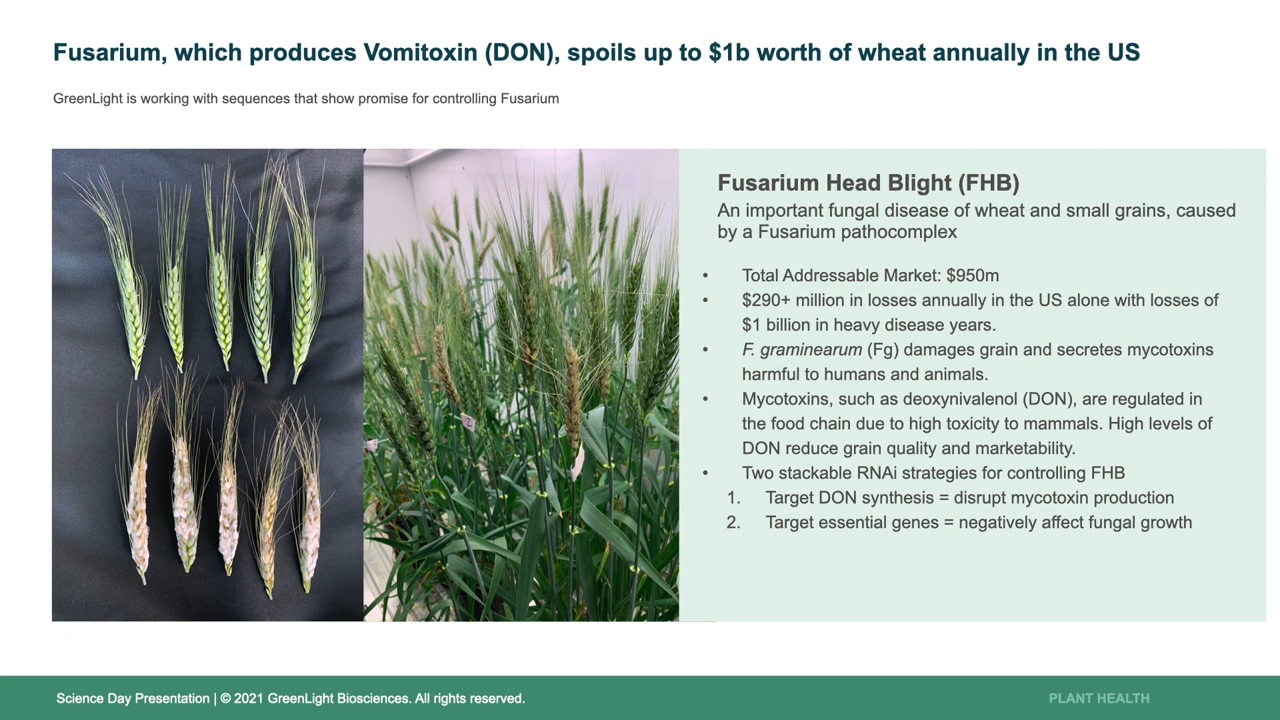 Fusarium, which produces Vomitoxin (DON), spoils up to $1b worth of wheat annually in the US
GreenLight is working with sequences that show promise for controlling Fusarium
2
Fusarium Head Blight (FHB)
An important fungal disease of wheat and small grains, caused
by a Fusarium pathocomplex
• Total Addressable Market: $950m
• $290+ million in losses annually in the US alone with losses of
$1 billion in heavy disease years.
• F. graminearum (Fg) damages grain and secretes mycotoxins
harmful to humans and animals.
• Mycotoxins, such as deoxynivalenol (DON), are regulated in
the food chain due to high toxicity to mammals. High levels of
DON reduce grain quality and marketability.
• Two stackable RNAi strategies for controlling FHB
1. Target DON synthesis = disrupt mycotoxin production
2. Target essential genes = negatively affect fungal growth
Science Day Presentation | © 2021 GreenLight Biosciences. All rights reserved.
PLANT HEALTH